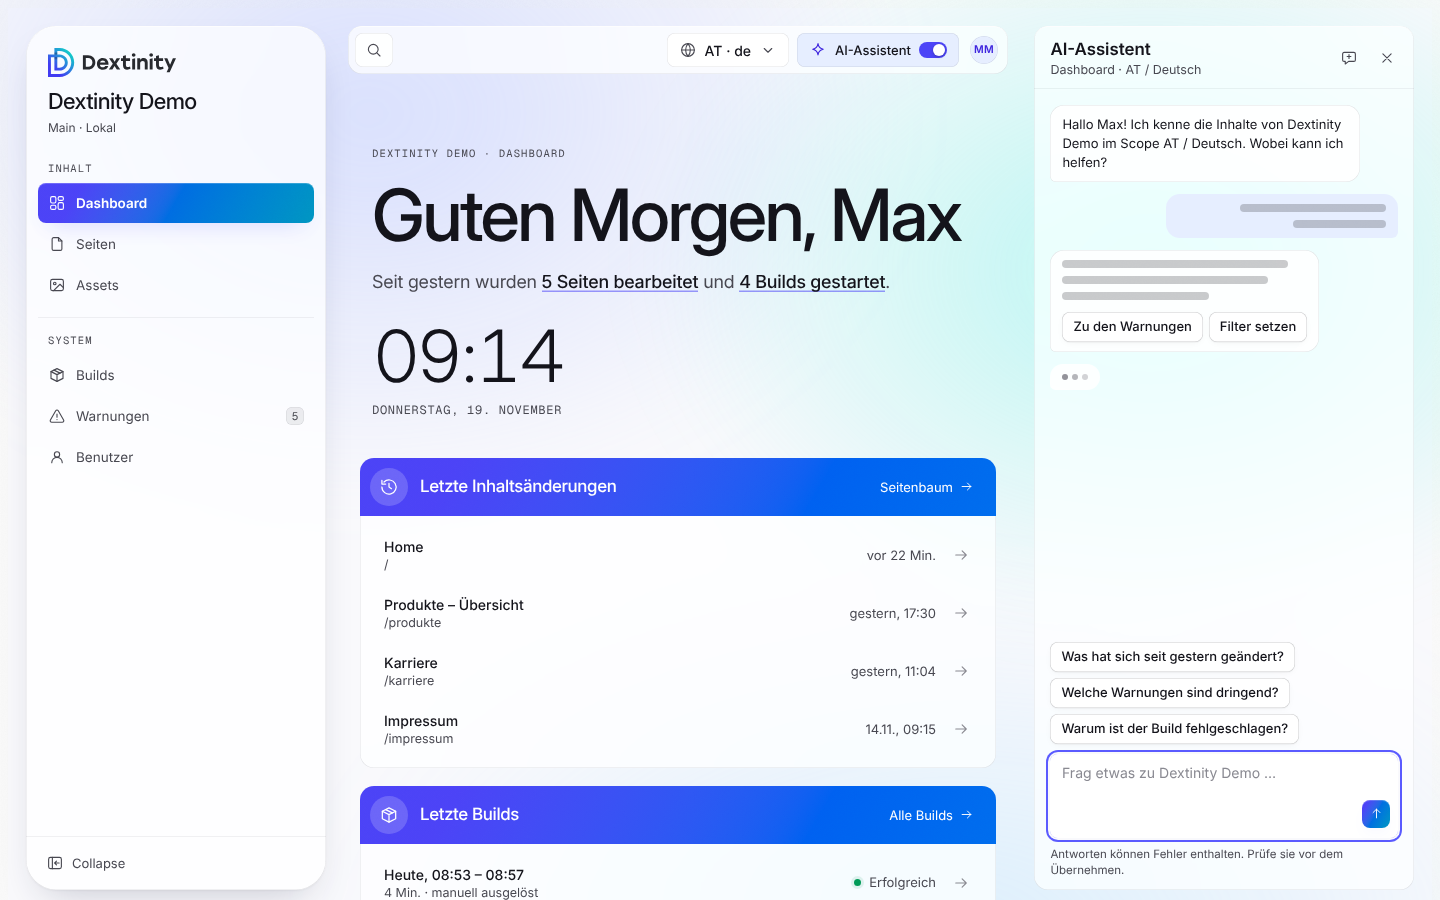 Dextinity
Dextinity Demo
Main · Lokal
INHALT
Dashboard
Seiten
Assets
SYSTEM
Builds
Warnungen
5
Benutzer
Collapse
AT · de
AI-Assistent
MM
DEXTINITY DEMO · DASHBOARD
Guten Morgen, Max
Seit gestern wurden 5 Seiten bearbeitet und 4 Builds gestartet.
09:14
DONNERSTAG, 19. NOVEMBER
Letzte Inhaltsänderungen
Seitenbaum →
Home
/
vor 22 Min. →
Produkte – Übersicht
/produkte
gestern, 17:30 →
Karriere
/karriere
gestern, 11:04 →
Impressum
/impressum
14.11., 09:15 →
Letzte Builds
Alle Builds →
Heute, 08:53 – 08:57
4 Min. · manuell ausgelöst
Erfolgreich →
AI-Assistent
Dashboard · AT / Deutsch
Hallo Max! Ich kenne die Inhalte von Dextinity
Demo im Scope AT / Deutsch. Wobei kann ich
helfen?
Zu den Warnungen
Filter setzen
Was hat sich seit gestern geändert?
Welche Warnungen sind dringend?
Warum ist der Build fehlgeschlagen?
Frag etwas zu Dextinity Demo ...
Antworten können Fehler enthalten. Prüfe sie vor dem
Übernehmen.